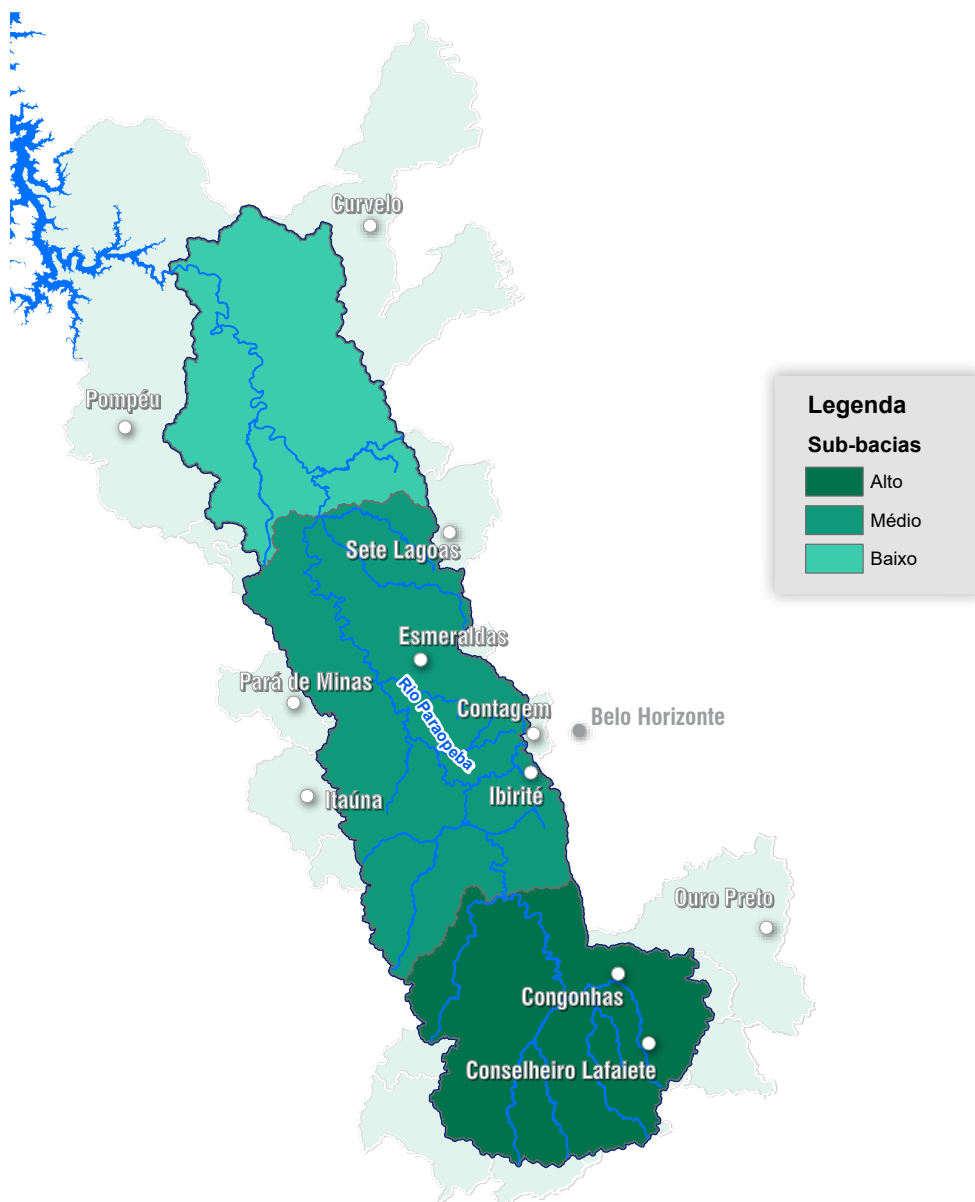 Curvelo
Pompéu
Legenda
Sub-bacias
Alto
Médio
Baixo
Sete Lagoas
Esmeraldas
Pará de Minas
Rio Paraopeba
Contagem
Belo Horizonte
Itaúna
Ibirité
Ouro Preto
Congonhas
Conselheiro Lafaiete